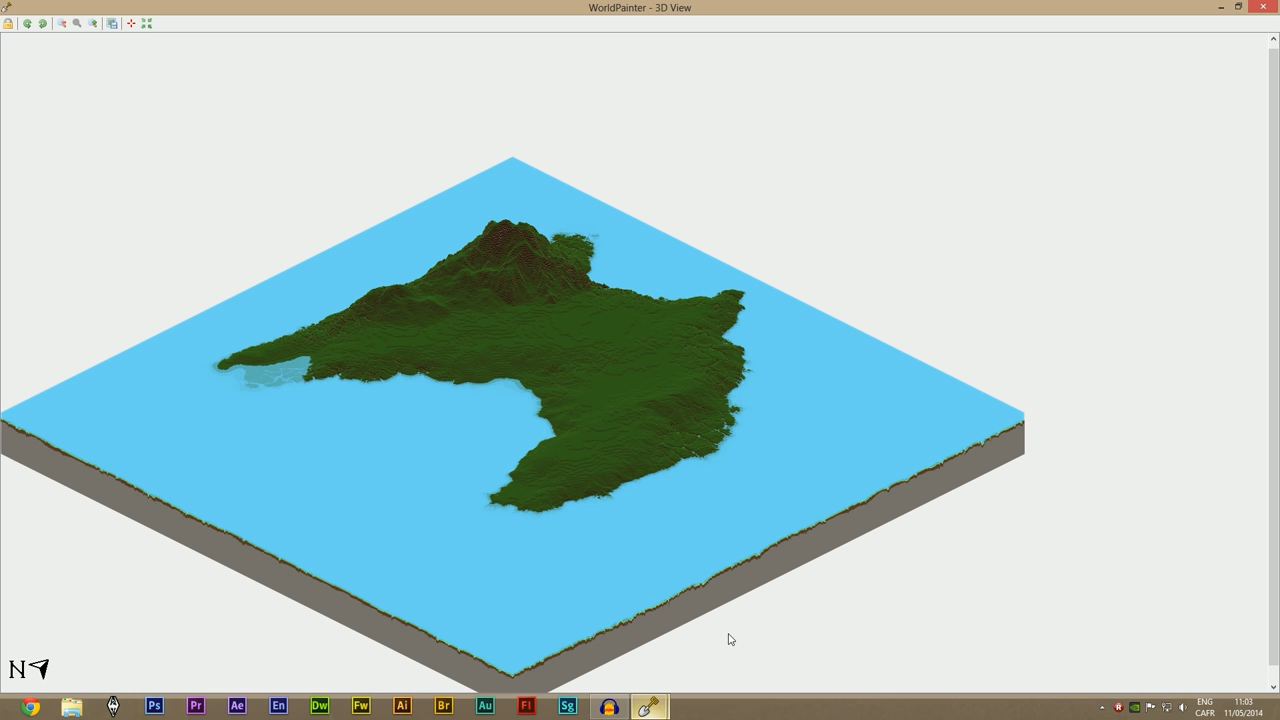 WorldPainter - 3D View
N
Ps Pr Ae En Dw Fw Ai Br Au Fl Sg
ENG 11:03
CAFR 11/05/2014